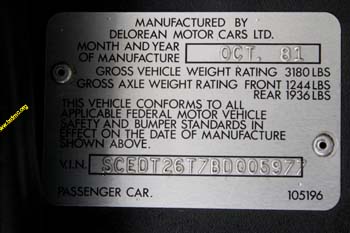 MANUFACTURED BY
DELOREAN MOTOR CARS LTD.
MONTH AND YEAR
OF MANUFACTURE OCT. 81
GROSS VEHICLE WEIGHT RATING 3180 LBS
GROSS AXLE WEIGHT RATING FRONT 1244 LBS
REAR 1936 LBS
THIS VEHICLE CONFORMS TO ALL
APPLICABLE FEDERAL MOTOR VEHICLE
SAFETY AND BUMPER STANDARDS IN
EFFECT ON THE DATE OF MANUFACTURE
SHOWN ABOVE.
V.I.N.
PASSENGER CAR. 105196